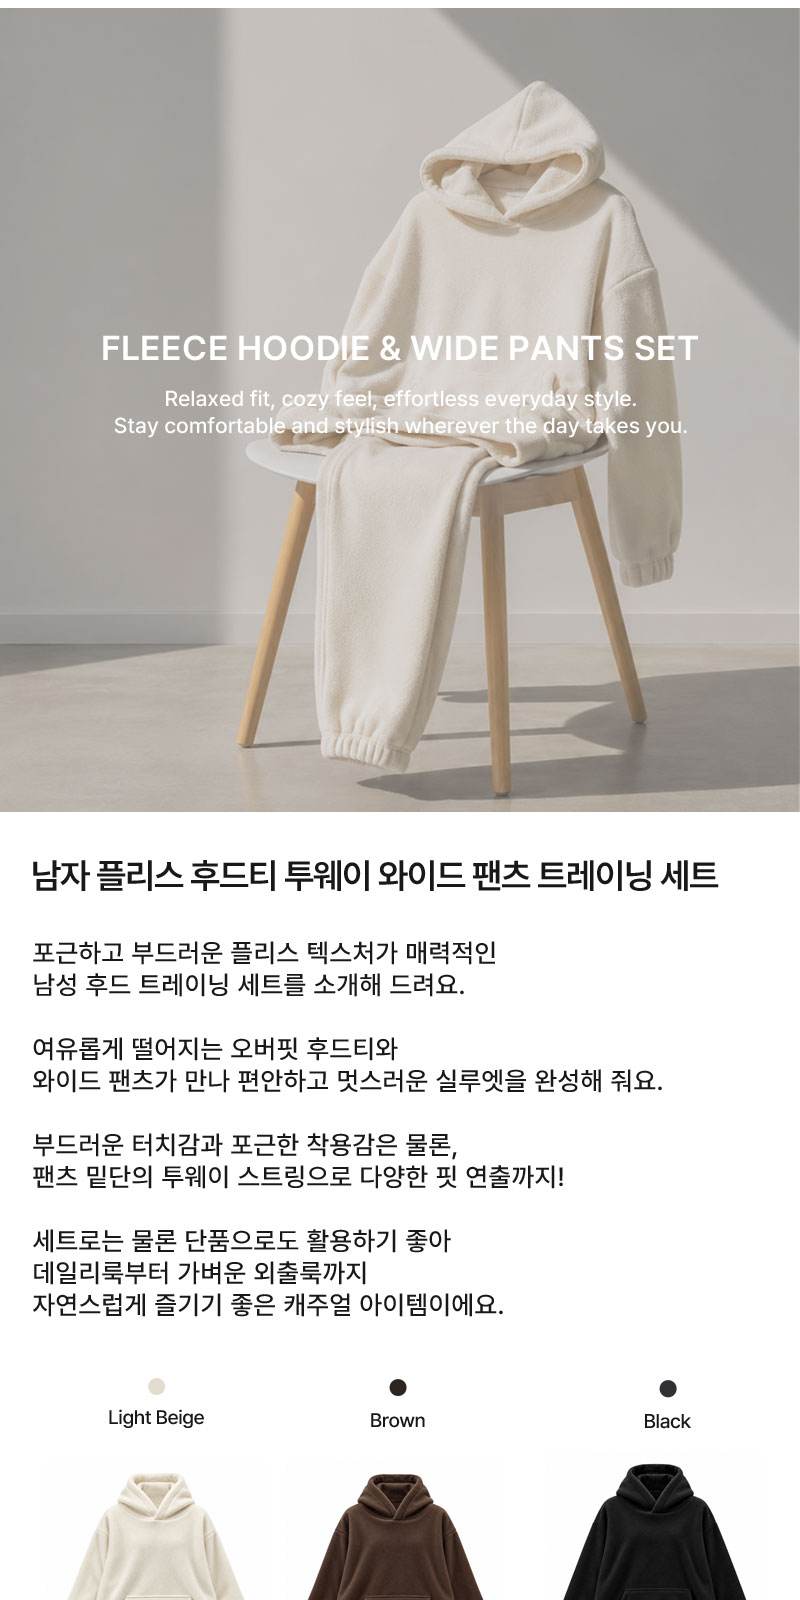 FLEECE HOODIE & WIDE PANTS SET
Relaxed fit, cozy feel, effortless everyday style.
Stay comfortable and stylish wherever the day takes you.
남자 플리스 후드티 투웨이 와이드 팬츠 트레이닝 세트
포근하고 부드러운 플리스 텍스처가 매력적인
남성 후드 트레이닝 세트를 소개해 드려요.
여유롭게 떨어지는 오버핏 후드티와
와이드 팬츠가 만나 편안하고 멋스러운 실루엣을 완성해 줘요.
부드러운 터치감과 포근한 착용감은 물론,
팬츠 밑단의 투웨이 스트링으로 다양한 핏 연출까지!
세트로는 물론 단품으로도 활용하기 좋아
데일리룩부터 가벼운 외출룩까지
자연스럽게 즐기기 좋은 캐주얼 아이템이에요.
Light Beige
Brown
Black